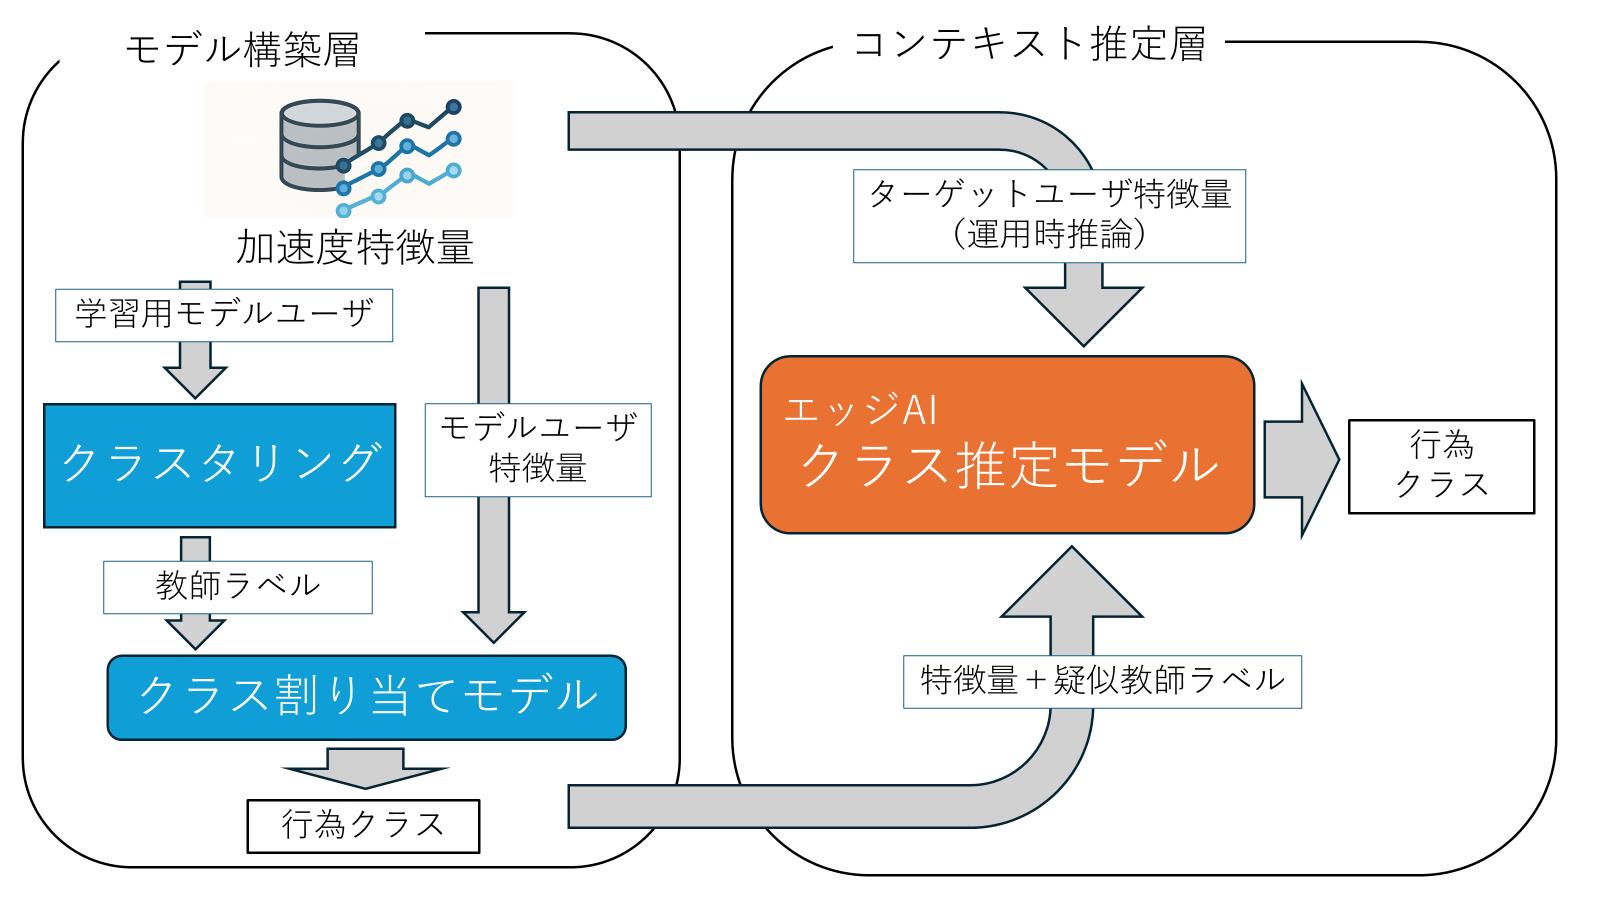 モデル構築層
加速度特徴量
学習用モデルユーザ
クラスタリング
モデルユーザ
特徴量
教師ラベル
クラス割り当てモデル
行為クラス
コンテキスト推定層
ターゲットユーザ特徴量
（運用時推論）
エッジAI
クラス推定モデル
行為
クラス
特徴量＋疑似教師ラベル